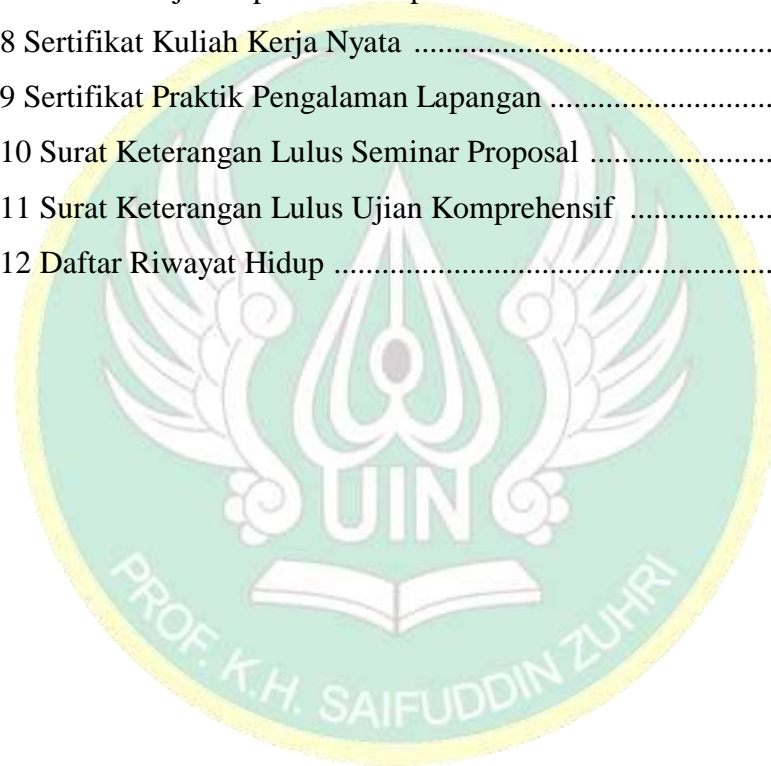 8 Sertifikat Kuliah Kerja Nyata ..............................................
9 Sertifikat Praktik Pengalaman Lapangan .............................
10 Surat Keterangan Lulus Seminar Proposal ........................
11 Surat Keterangan Lulus Ujian Komprehensif ...................
12 Daftar Riwayat Hidup ........................................................
UIN
PROF. K.H. SAIFUDDIN ZUHRI